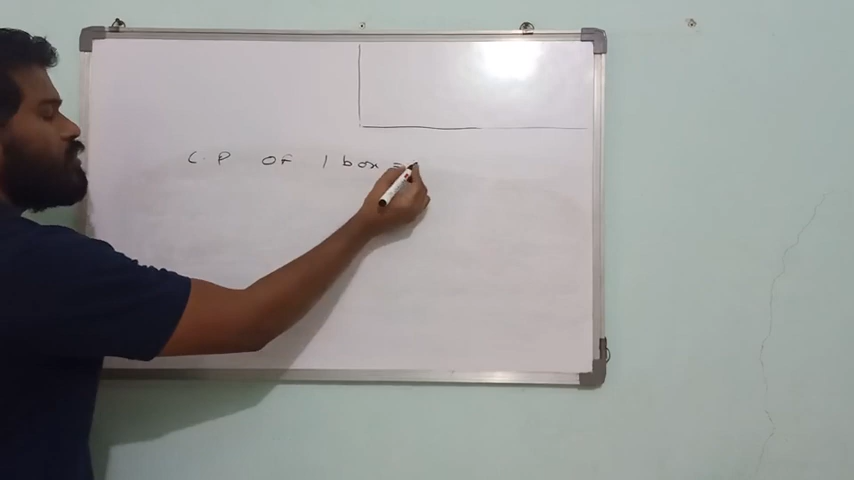 C.P OF 1 box =